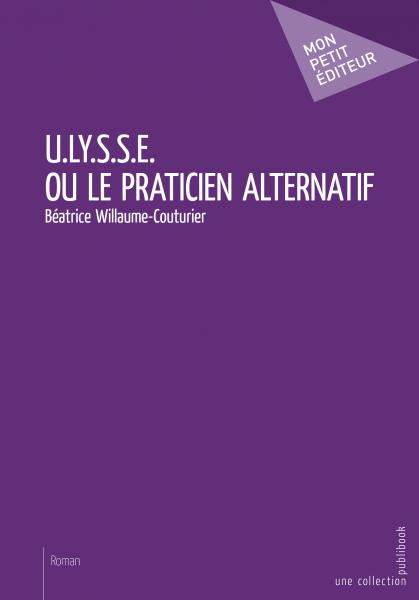 MON
PETIT
ÉDITEUR
U.LY.S.S.E.
OU LE PRATICIEN ALTERNATIF
Béatrice Willaume-Couturier
Roman
une collection
publibook